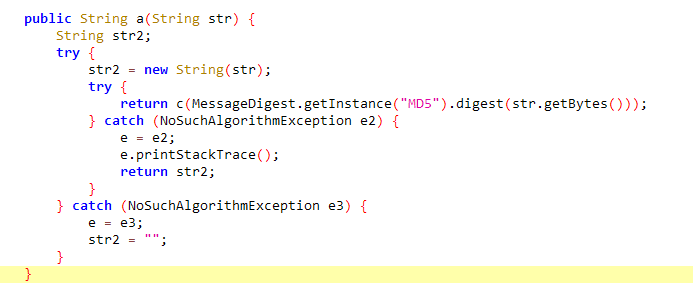 public String a(String str) {
    String str2;
    try {
        str2 = new String(str);
        try {
            return c(MessageDigest.getInstance("MD5").digest(str.getBytes()));
        } catch (NoSuchAlgorithmException e2) {
            e = e2;
            e.printStackTrace();
            return str2;
        }
    } catch (NoSuchAlgorithmException e3) {
        e = e3;
        str2 = "";
    }
}